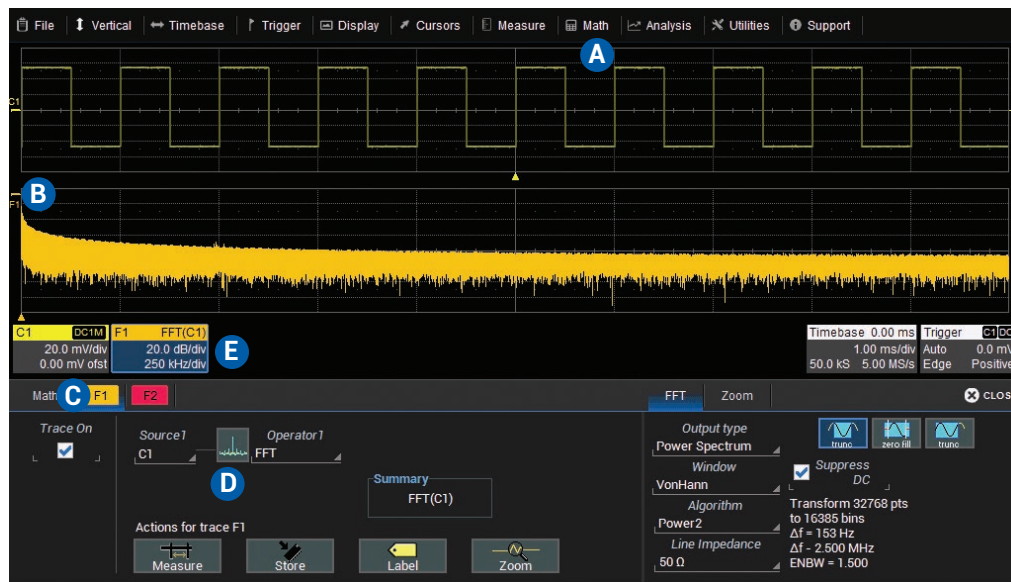 File Vertical Timebase Trigger Display Cursors Measure Math Analysis Utilities Support
A
C1
B
F1
C1 DC1M
20.0 mV/div
0.00 mV ofst
F1 FFT(C1)
20.0 dB/div
250 kHz/div
E
Timebase 0.00 ms
1.00 ms/div
50.0 kS 5.00 MS/s
Trigger C1 DC
Auto 0.0 mV
Edge Positive
Math C F1 F2
FFT Zoom CLOS
Trace On
Source1
C1
Operator1
FFT
D
Summary
FFT(C1)
Actions for trace F1
Measure Store Label Zoom
Output type
Power Spectrum
Window
VonHann
Algorithm
Power2
Line Impedance
50 Ω
trunc zero fill trunc
Suppress
DC
Transform 32768 pts
to 16385 bins
Δf = 153 Hz
Δf - 2.500 MHz
ENBW = 1.500